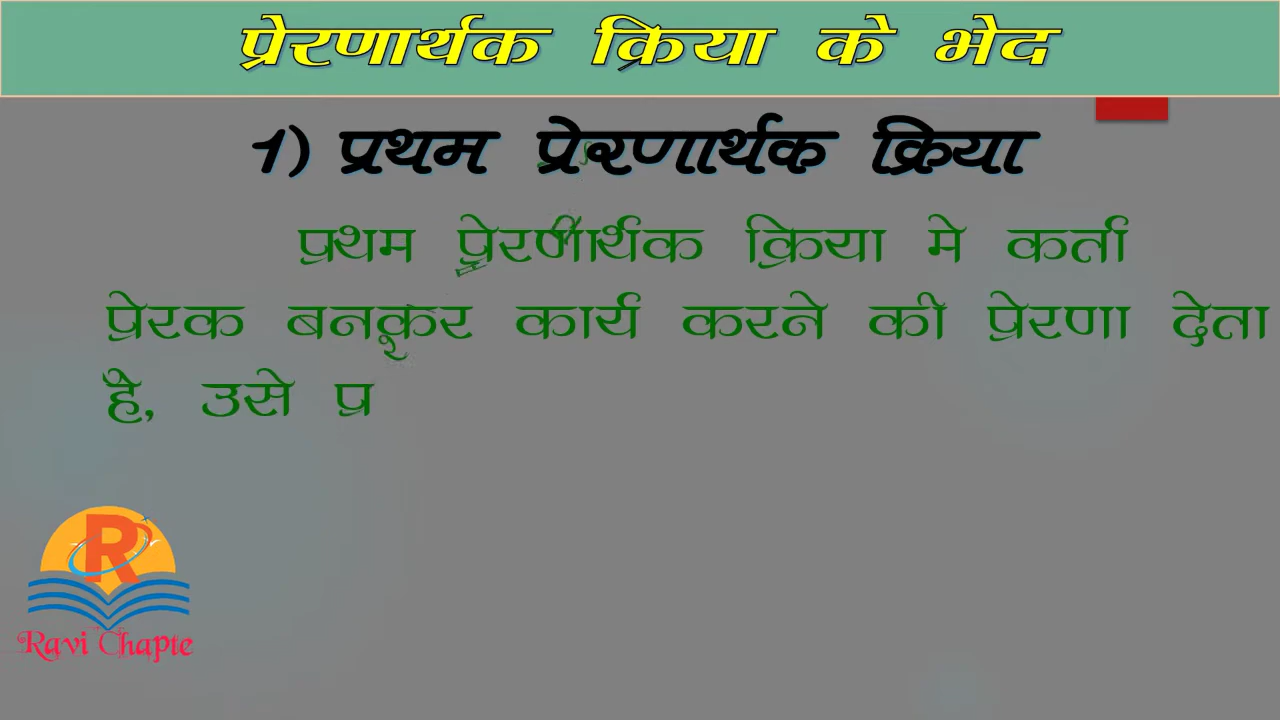 प्रेरणार्थक क्रिया के भेद
1) प्रथम प्रेरणार्थक क्रिया
प्रथम प्रेरणार्थक क्रिया मे कर्ता
प्रेरक बनकर कार्य करने की प्रेरणा देता
है, उसे प्र
Ravi Chapte